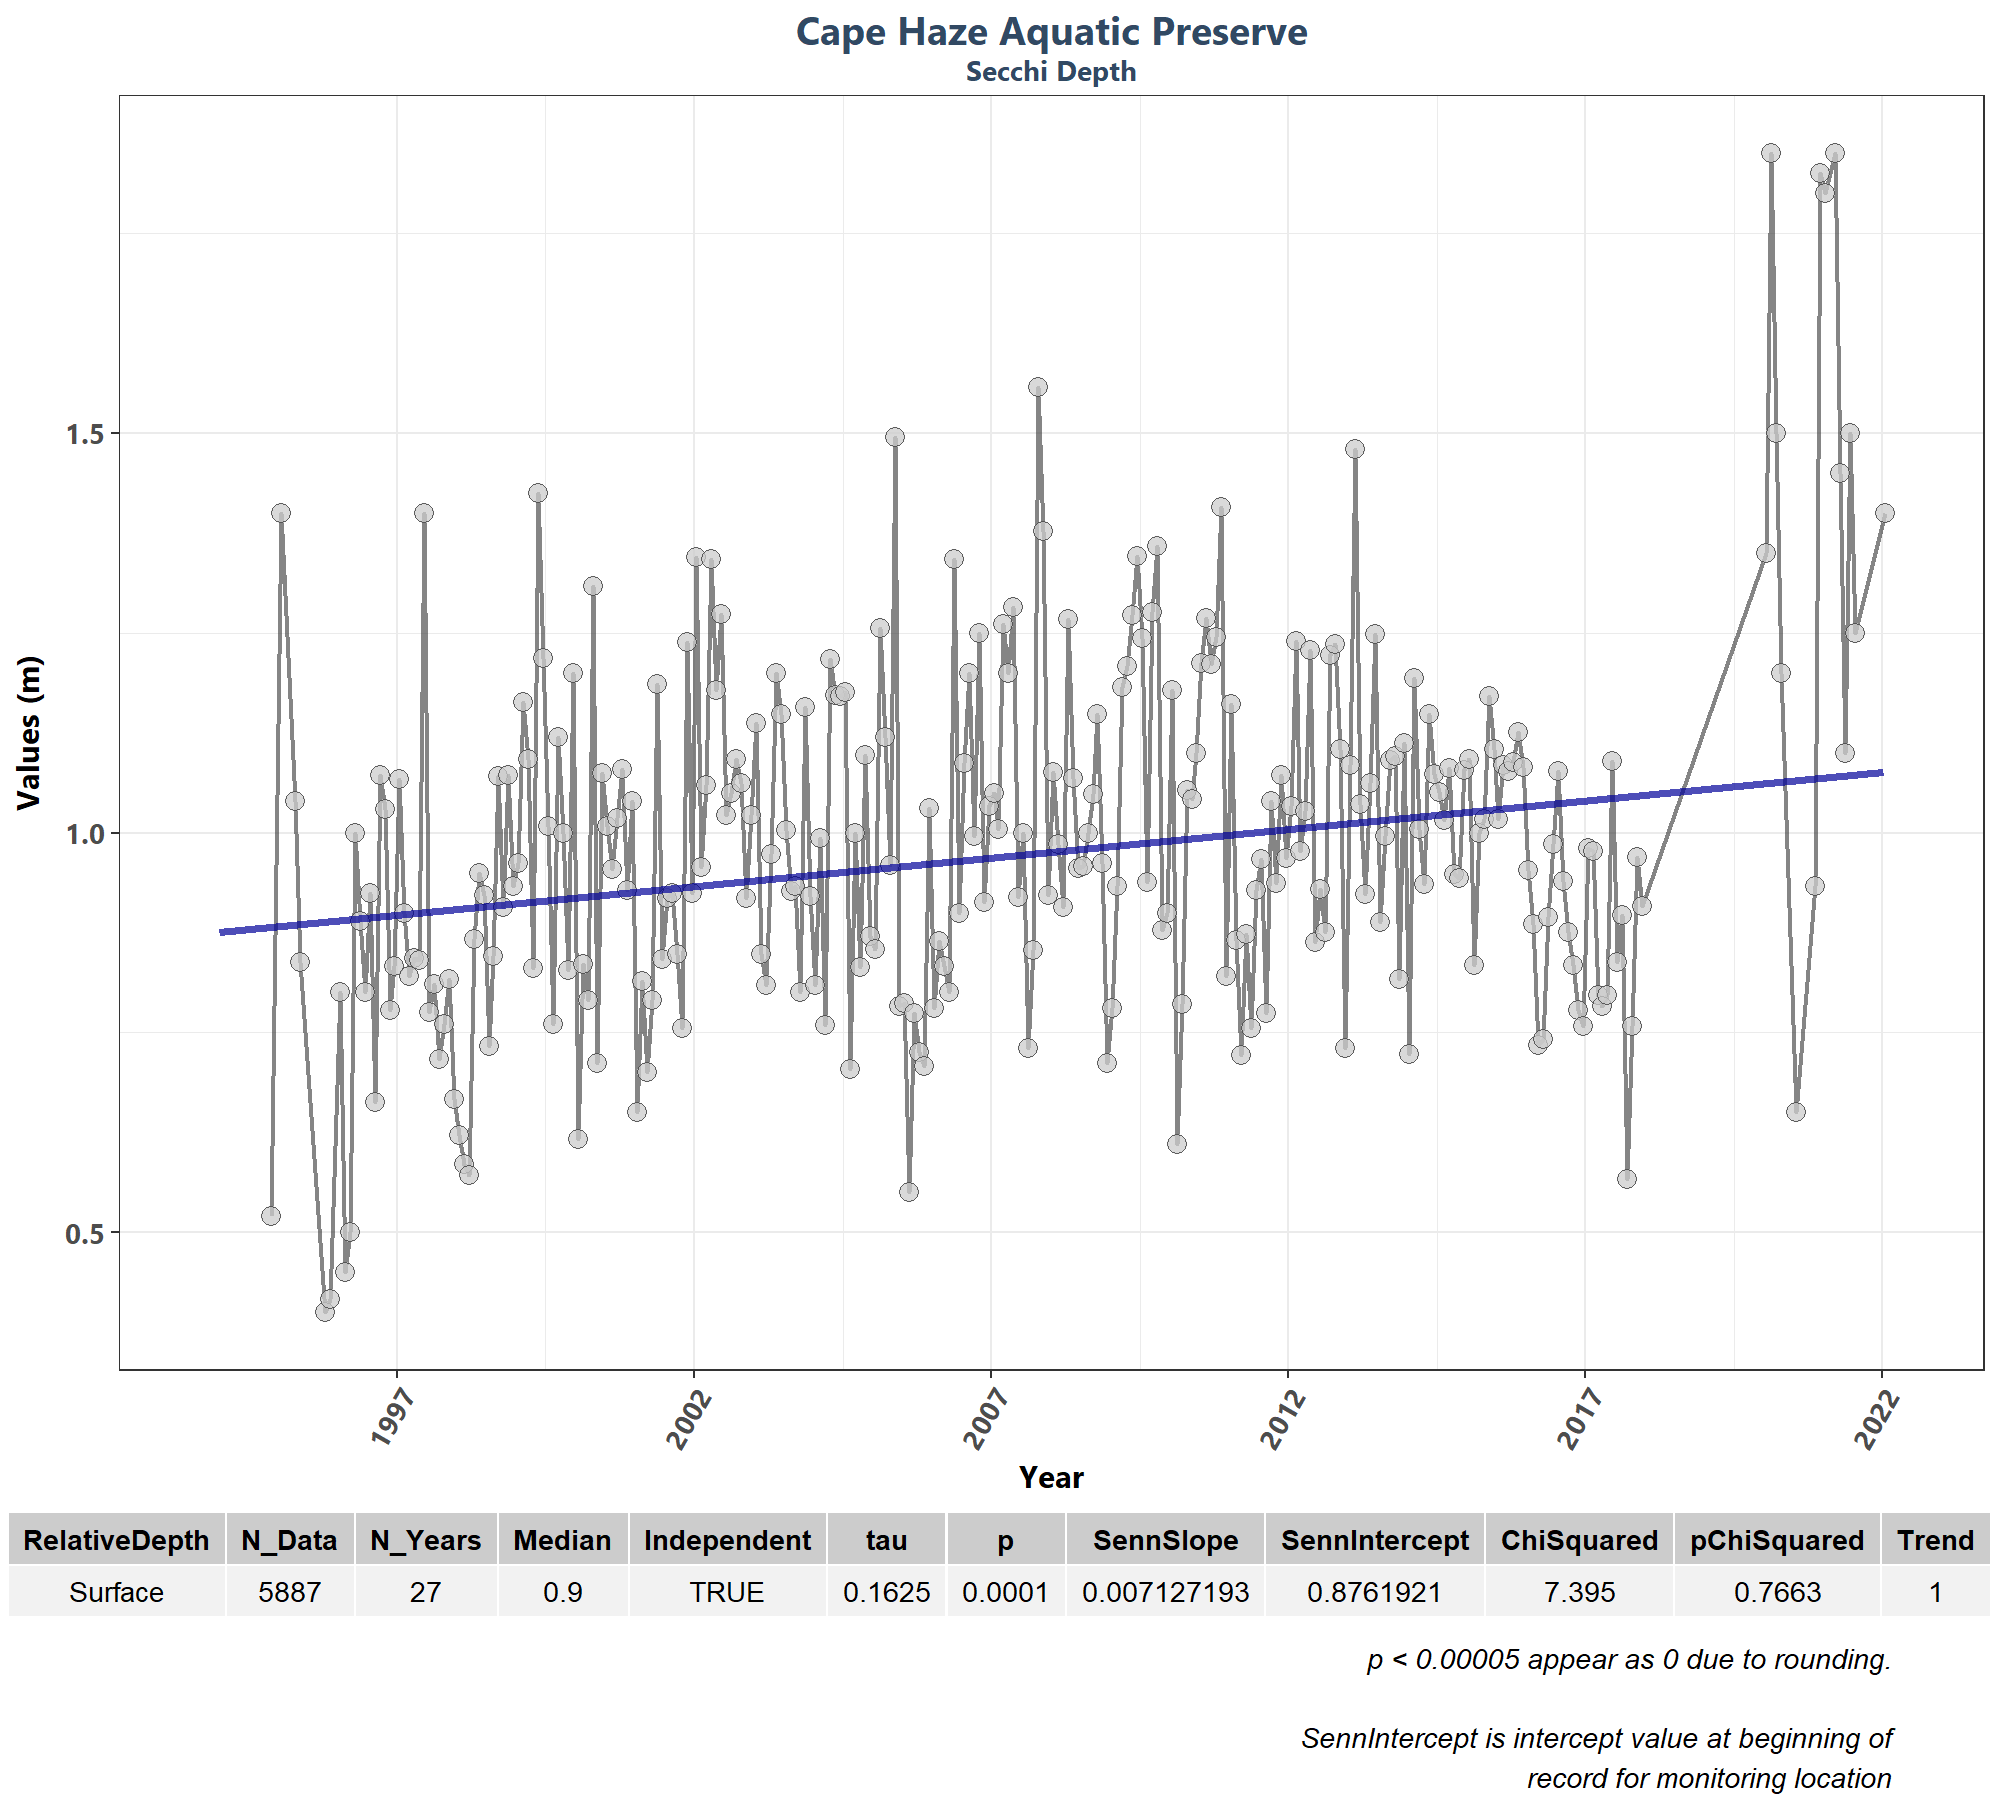 Cape Haze Aquatic Preserve
Secchi Depth
Values (m)
1.5
1.0
0.5
1997 2002 2007 2012 2017 2022
Year
RelativeDepth N_Data N_Years Median Independent tau p SennSlope SennIntercept ChiSquared pChiSquared Trend
Surface 5887 27 0.9 TRUE 0.1625 0.0001 0.007127193 0.8761921 7.395 0.7663 1
p < 0.00005 appear as 0 due to rounding.
SennIntercept is intercept value at beginning of
record for monitoring location